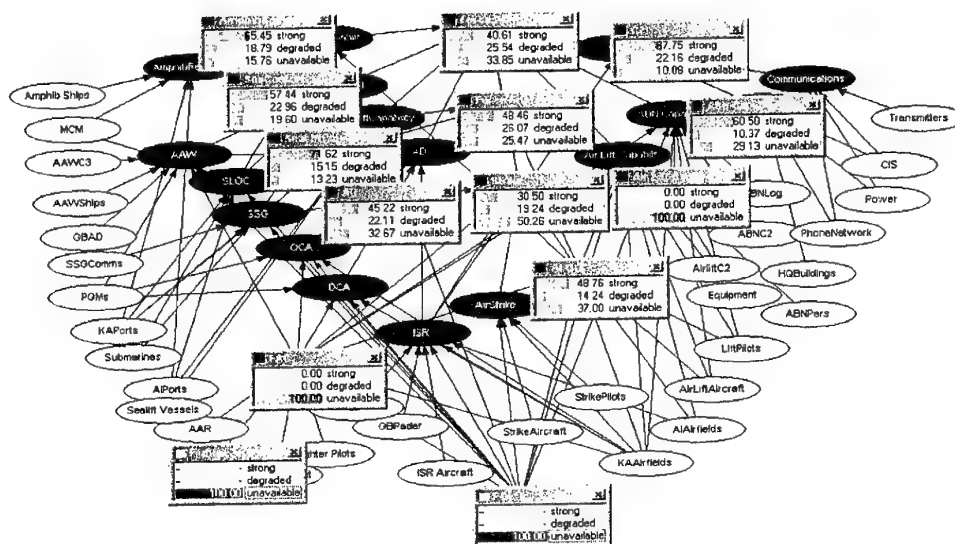 65.45 strong
18.79 degraded
15.76 unavailable
40.61 strong
25.54 degraded
33.85 unavailable
67.75 strong
22.16 degraded
10.09 unavailable
Communications
Amphib Ships
57.44 strong
22.96 degraded
19.60 unavailable
48.46 strong
26.07 degraded
25.47 unavailable
60.50 strong
10.37 degraded
29.13 unavailable
Transmitters
MCM
AAWC3
AAW
62 strong
15.15 degraded
13.23 unavailable
AD
Air Lift Capabil
CIS
AAWShips
SLOC
45.22 strong
22.11 degraded
32.67 unavailable
30.50 strong
19.24 degraded
50.26 unavailable
0.00 strong
0.00 degraded
100.00 unavailable
BNLog
Power
GBAD
SSG
ABNC2
PhoneNetwork
SSGComms
OCA
AirliftC2
HQBuildings
PGMs
DCA
48.76 strong
14.24 degraded
37.00 unavailable
Equipment
ABNPers
KAPorts
ISR
AirStrike
LiftPilots
Submarines
AIPorts
0.00 strong
0.00 degraded
100.00 unavailable
StrikePilots
AirLiftAircraft
Sealift Vessels
AAR
StrikeAircraft
AIAirfields
hter Pilots
ISR Aircraft
KAAirfields
strong
degraded
100.00 unavailable
strong
degraded
100.00 unavailable